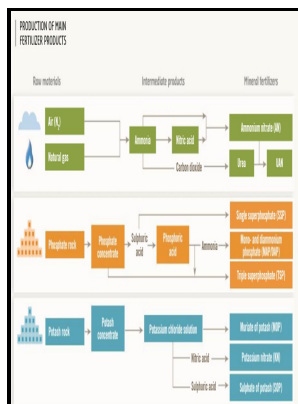 PRODUCTION OF MAIN
FERTILIZER PRODUCTS
Raw materials
Intermediate products
Mineral fertilizers
Air (N₂)
Natural gas
Ammonia
Nitric acid
Carbon dioxide
Ammonium nitrate (AN)
Urea
UAN
Phosphate rock
Phosphate
concentrate
Sulphuric
acid
Phosphoric
acid
Ammonia
Single superphosphate (SSP)
Mono- and diammonium
phosphate (MAP/DAP)
Triple superphosphate (TSP)
Potash rock
Potash
concentrate
Potassium chloride solution
Nitric acid
Sulphuric acid
Muriate of potash (MOP)
Potassium nitrate (KN)
Sulphate of potash (SOP)